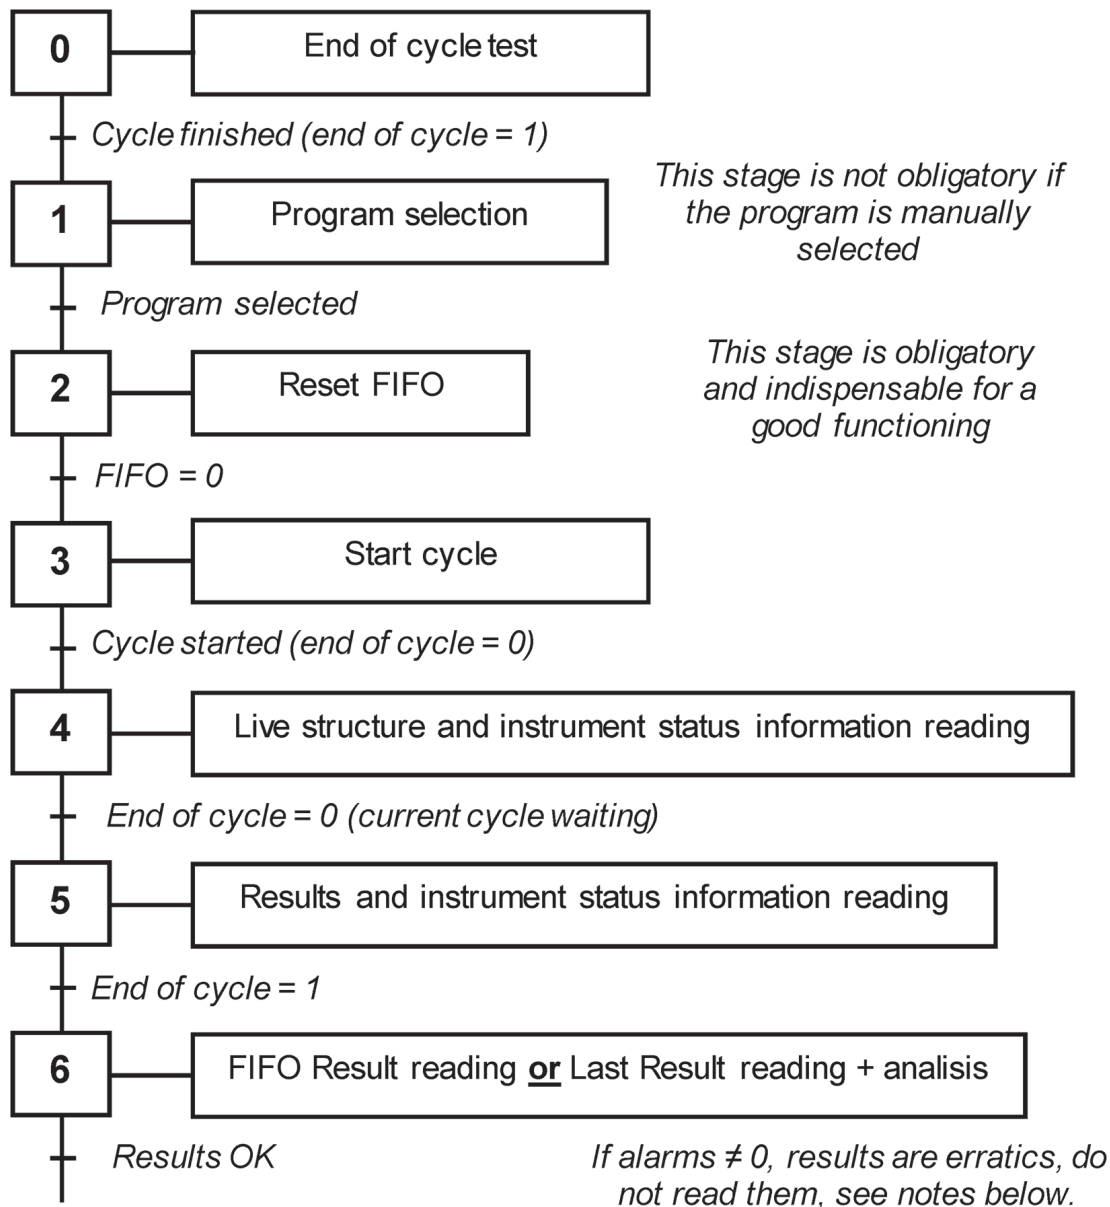 0
End of cycle test
Cycle finished (end of cycle = 1)
This stage is not obligatory if
the program is manually
selected
1
Program selection
Program selected
This stage is obligatory
and indispensable for a
good functioning
2
Reset FIFO
FIFO = 0
3
Start cycle
Cycle started (end of cycle = 0)
4
Live structure and instrument status information reading
End of cycle = 0 (current cycle waiting)
5
Results and instrument status information reading
End of cycle = 1
6
FIFO Result reading or Last Result reading + analisis
Results OK
If alarms ≠ 0, results are erratics, do
not read them, see notes below.